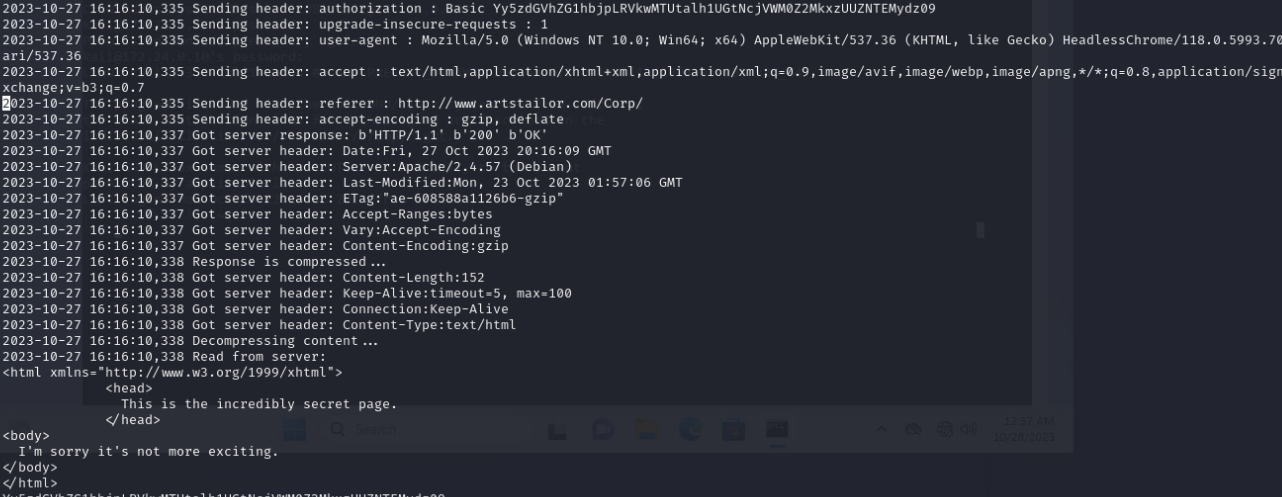 2023-10-27 16:16:10,335 Sending header: authorization : Basic Yy5zdGVhZG1hbjpLRVkwMTUtalh1UGtNcjVWM0Z2MkxzUUZNTEMydz09
2023-10-27 16:16:10,335 Sending header: upgrade-insecure-requests : 1
2023-10-27 16:16:10,335 Sending header: user-agent : Mozilla/5.0 (Windows NT 10.0; Win64; x64) AppleWebKit/537.36 (KHTML, like Gecko) HeadlessChrome/118.0.5993.70
ari/537.36
2023-10-27 16:16:10,335 Sending header: accept : text/html,application/xhtml+xml,application/xml;q=0.9,image/avif,image/webp,image/apng,*/*;q=0.8,application/sign
xchange;v=b3;q=0.7
2023-10-27 16:16:10,335 Sending header: referer : http://www.artstailor.com/Corp/
2023-10-27 16:16:10,335 Sending header: accept-encoding : gzip, deflate
2023-10-27 16:16:10,337 Got server response: b'HTTP/1.1' b'200' b'OK'
2023-10-27 16:16:10,337 Got server header: Date:Fri, 27 Oct 2023 20:16:09 GMT
2023-10-27 16:16:10,337 Got server header: Server:Apache/2.4.57 (Debian)
2023-10-27 16:16:10,337 Got server header: Last-Modified:Mon, 23 Oct 2023 01:57:06 GMT
2023-10-27 16:16:10,337 Got server header: ETag:"ae-608588a1126b6-gzip"
2023-10-27 16:16:10,337 Got server header: Accept-Ranges:bytes
2023-10-27 16:16:10,337 Got server header: Vary:Accept-Encoding
2023-10-27 16:16:10,337 Got server header: Content-Encoding:gzip
2023-10-27 16:16:10,338 Response is compressed...
2023-10-27 16:16:10,338 Got server header: Content-Length:152
2023-10-27 16:16:10,338 Got server header: Keep-Alive:timeout=5, max=100
2023-10-27 16:16:10,338 Got server header: Connection:Keep-Alive
2023-10-27 16:16:10,338 Got server header: Content-Type:text/html
2023-10-27 16:16:10,338 Decompressing content...
2023-10-27 16:16:10,338 Read from server:
<html xmlns="http://www.w3.org/1999/xhtml">
<head>
This is the incredibly secret page.
</head>
<body>
I'm sorry it's not more exciting.
</body>
</html>
Search
12:57 AM
10/28/2023